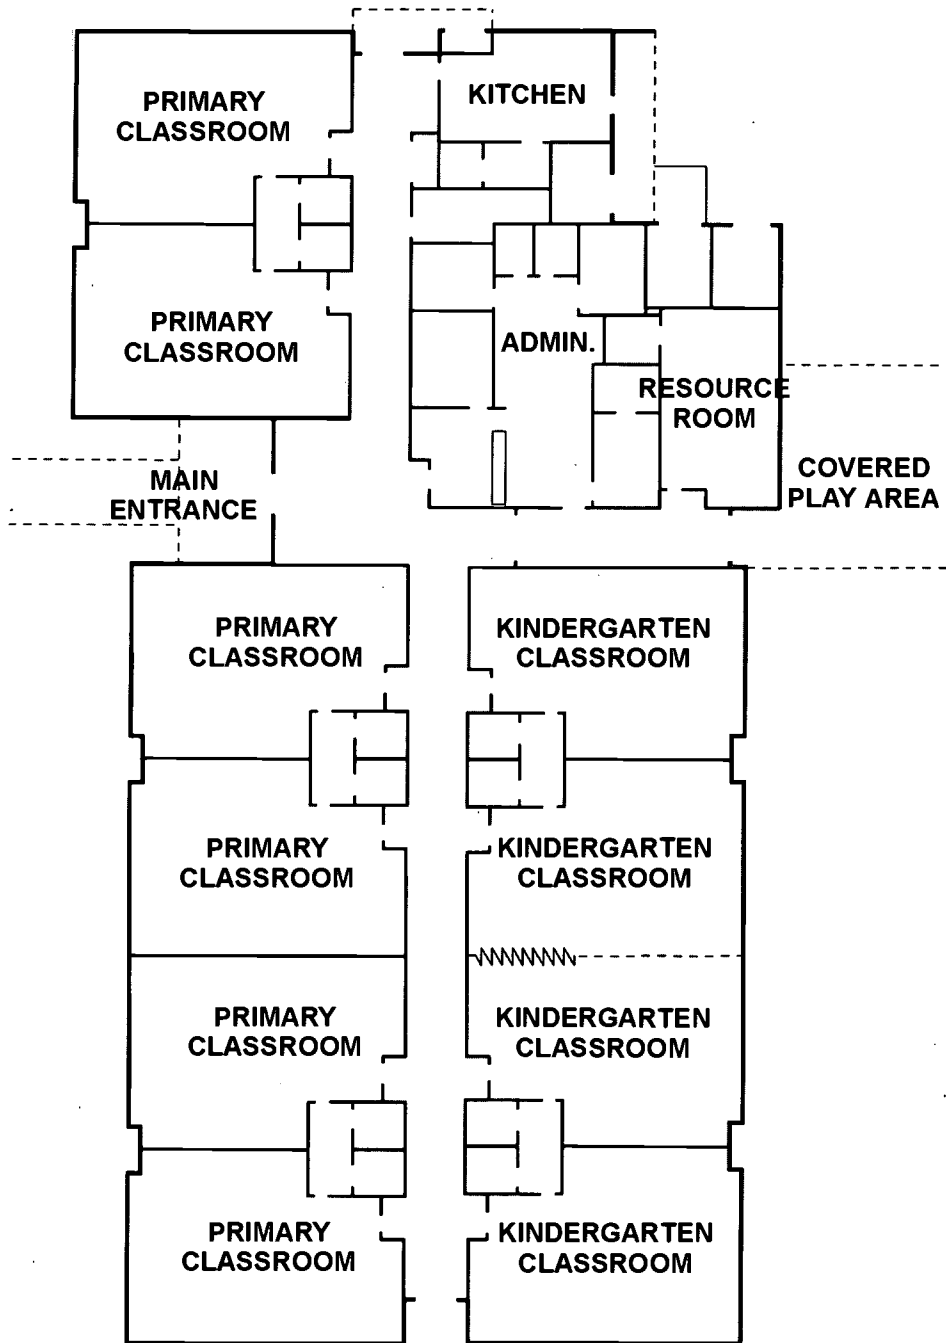 PRIMARY
CLASSROOM
KITCHEN
PRIMARY
CLASSROOM
ADMIN.
RESOURCE
ROOM
MAIN
ENTRANCE
COVERED
PLAY AREA
PRIMARY
CLASSROOM
KINDERGARTEN
CLASSROOM
PRIMARY
CLASSROOM
KINDERGARTEN
CLASSROOM
PRIMARY
CLASSROOM
KINDERGARTEN
CLASSROOM
PRIMARY
CLASSROOM
KINDERGARTEN
CLASSROOM